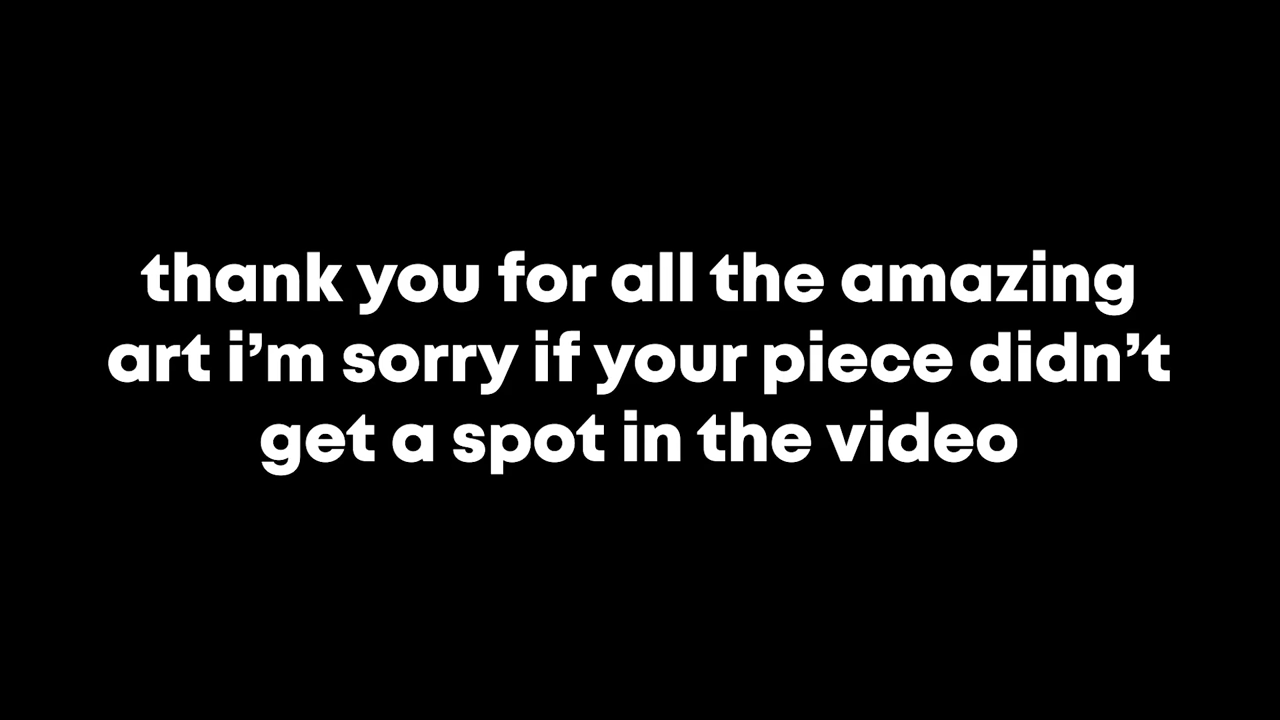 thank you for all the amazing
art i’m sorry if your piece didn’t
get a spot in the video